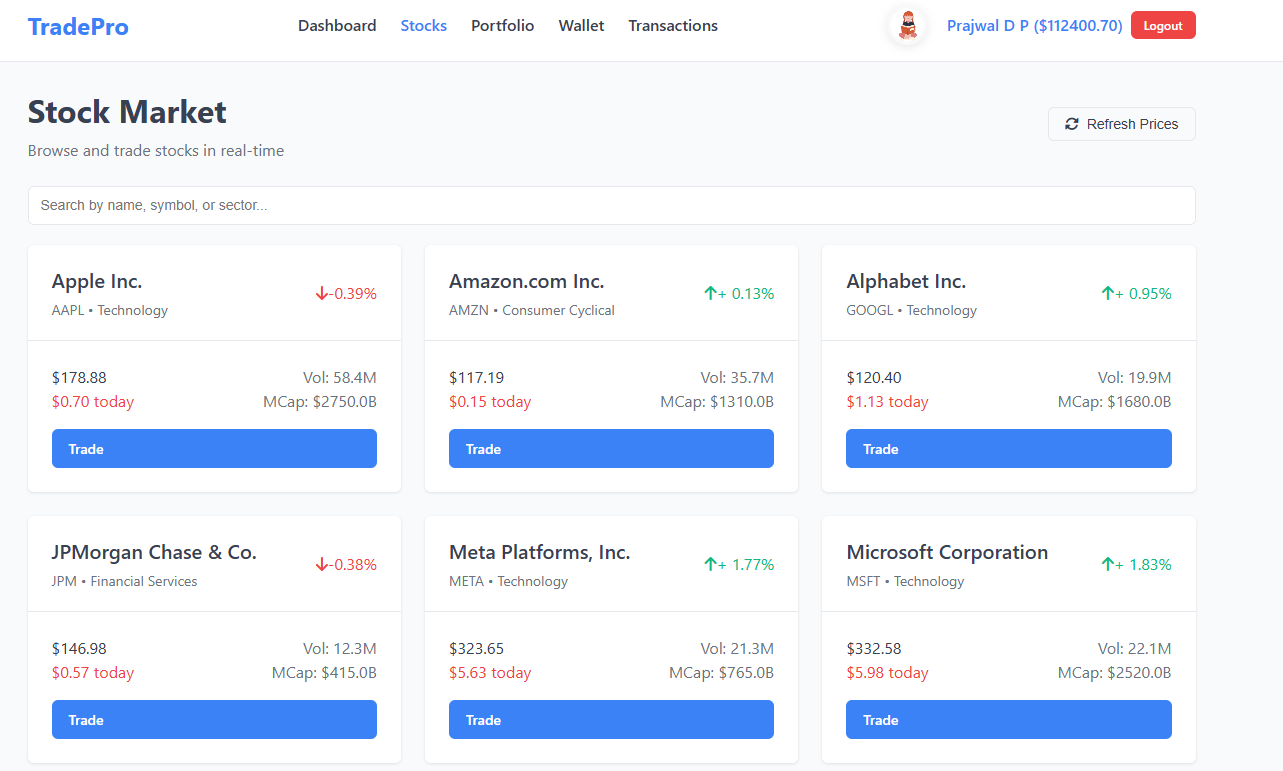 TradePro
Dashboard Stocks Portfolio Wallet Transactions
Prajwal D P ($112400.70) Logout
Stock Market
Browse and trade stocks in real-time
Refresh Prices
Search by name, symbol, or sector...
Apple Inc.
AAPL • Technology
-0.39%
$178.88 Vol: 58.4M
$0.70 today MCap: $2750.0B
Trade
Amazon.com Inc.
AMZN • Consumer Cyclical
+ 0.13%
$117.19 Vol: 35.7M
$0.15 today MCap: $1310.0B
Trade
Alphabet Inc.
GOOGL • Technology
+ 0.95%
$120.40 Vol: 19.9M
$1.13 today MCap: $1680.0B
Trade
JPMorgan Chase & Co.
JPM • Financial Services
-0.38%
$146.98 Vol: 12.3M
$0.57 today MCap: $415.0B
Trade
Meta Platforms, Inc.
META • Technology
+ 1.77%
$323.65 Vol: 21.3M
$5.63 today MCap: $765.0B
Trade
Microsoft Corporation
MSFT • Technology
+ 1.83%
$332.58 Vol: 22.1M
$5.98 today MCap: $2520.0B
Trade